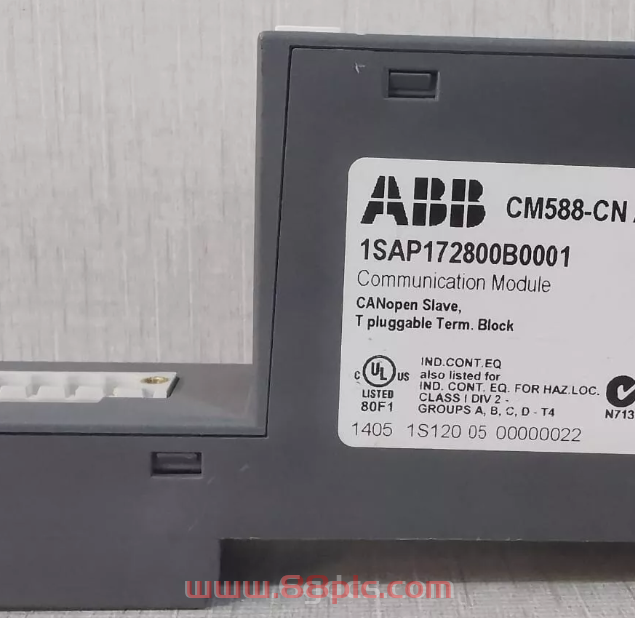 ABB CM588-CN
1SAP172800B0001
Communication Module
CANopen Slave,
T pluggable Term. Block
C UL US
LISTED
80F1
IND.CONT.EQ
also listed for
IND. CONT. EQ. FOR HAZ.LOC.
CLASS I DIV 2 -
GROUPS A, B, C, D - T4
N713
1405 1S120 05 00000022
www.68plc.com